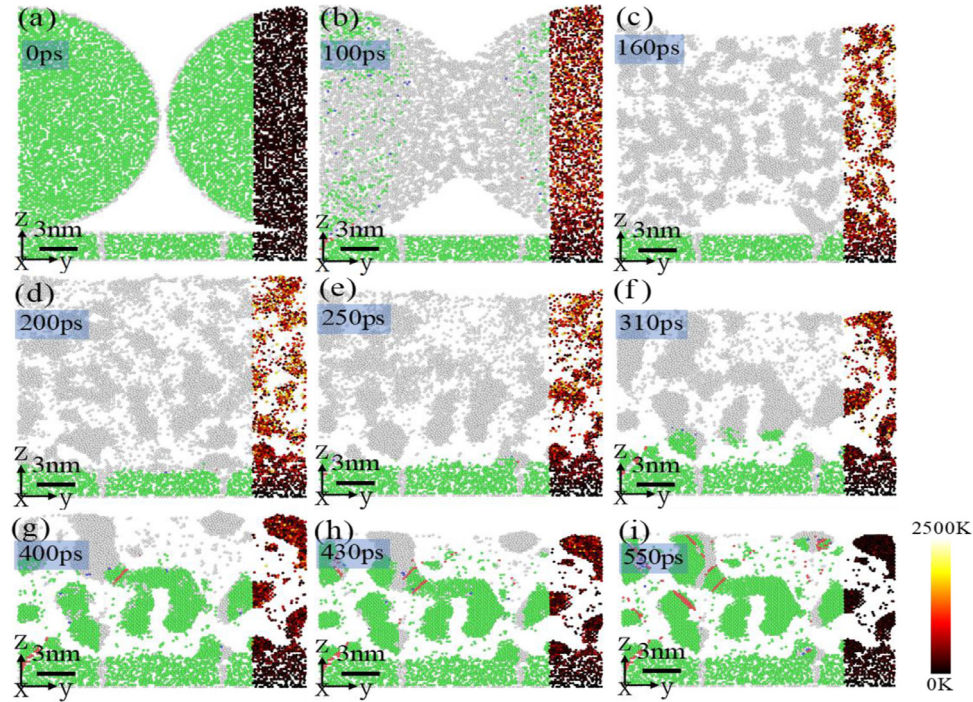 (a)
0ps
Z
3nm
X y
(b)
100ps
Z
3nm
X y
(c)
160ps
Z
3nm
X y
(d)
200ps
Z
3nm
X y
(e)
250ps
Z
3nm
X y
(f)
310ps
Z
3nm
X y
(g)
400ps
Z
3nm
X y
(h)
430ps
Z
3nm
X y
(i)
550ps
Z
3nm
X y
2500K
0K